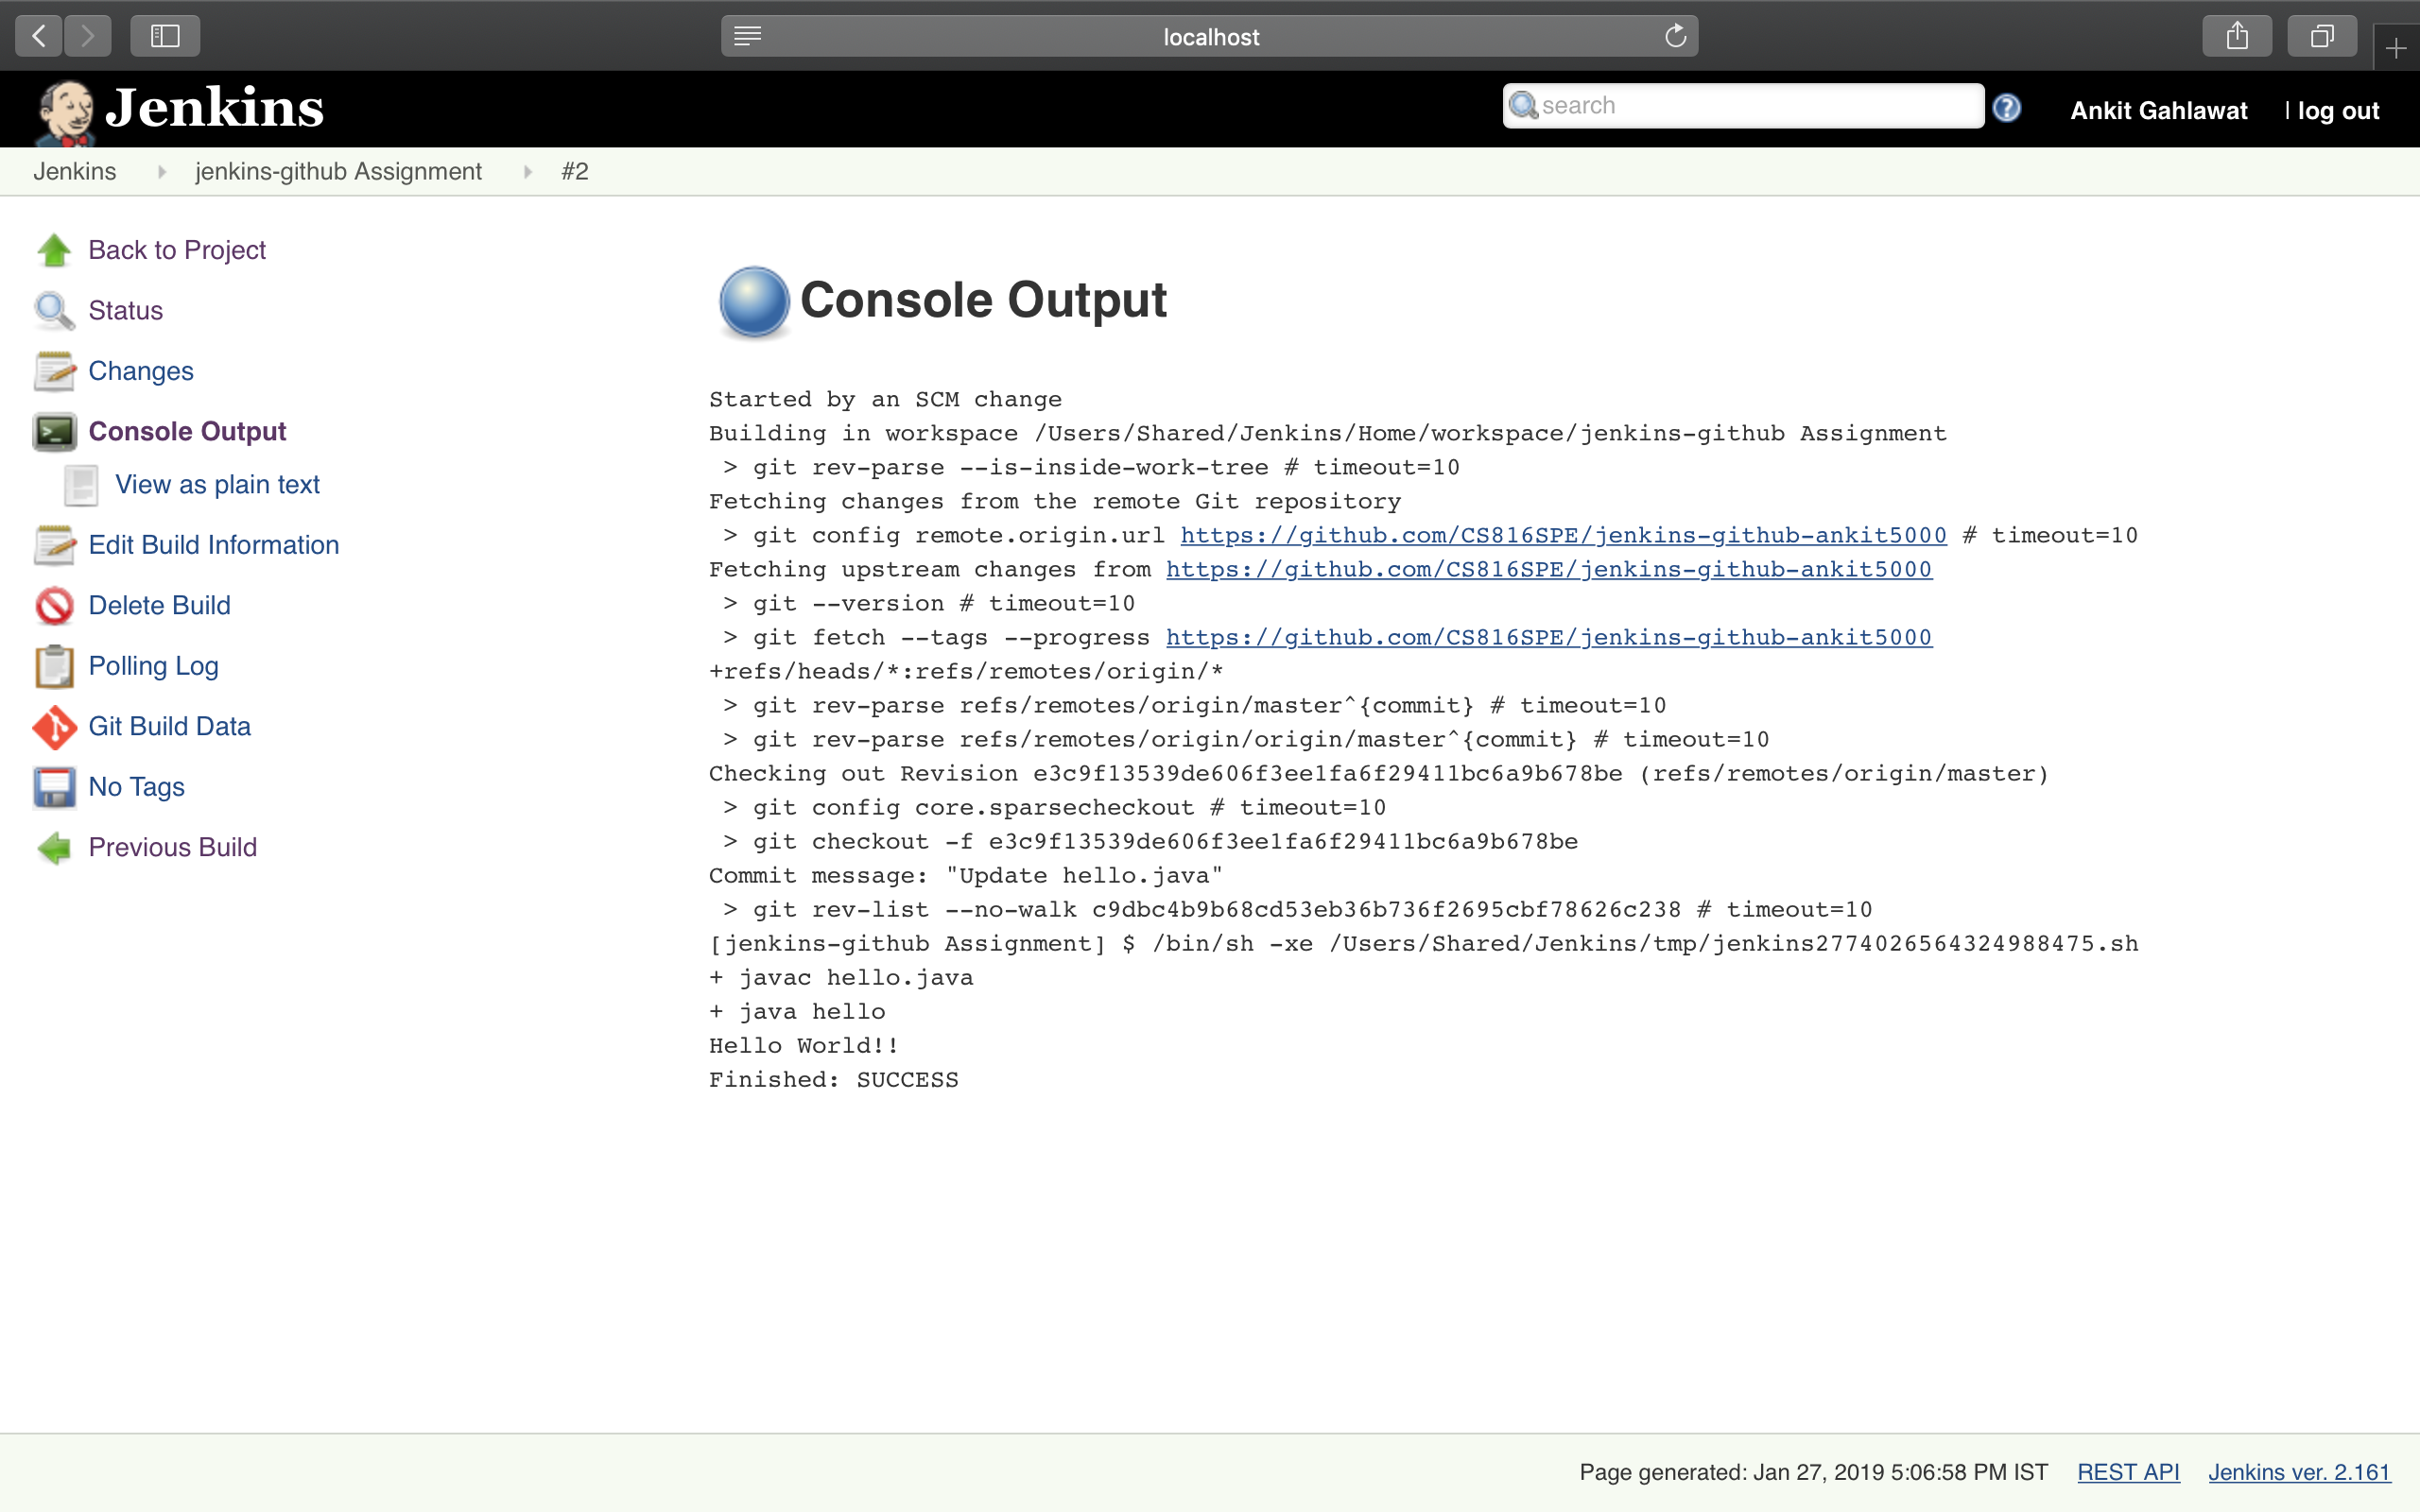 localhost
Jenkins
search
Ankit Gahlawat | log out
Jenkins jenkins-github Assignment #2
Back to Project
Status
Changes
Console Output
View as plain text
Edit Build Information
Delete Build
Polling Log
Git Build Data
No Tags
Previous Build
Console Output
Started by an SCM change
Building in workspace /Users/Shared/Jenkins/Home/workspace/jenkins-github Assignment
 > git rev-parse --is-inside-work-tree # timeout=10
Fetching changes from the remote Git repository
 > git config remote.origin.url https://github.com/CS816SPE/jenkins-github-ankit5000 # timeout=10
Fetching upstream changes from https://github.com/CS816SPE/jenkins-github-ankit5000
 > git --version # timeout=10
 > git fetch --tags --progress https://github.com/CS816SPE/jenkins-github-ankit5000
+refs/heads/*:refs/remotes/origin/*
 > git rev-parse refs/remotes/origin/master^{commit} # timeout=10
 > git rev-parse refs/remotes/origin/origin/master^{commit} # timeout=10
Checking out Revision e3c9f13539de606f3ee1fa6f29411bc6a9b678be (refs/remotes/origin/master)
 > git config core.sparsecheckout # timeout=10
 > git checkout -f e3c9f13539de606f3ee1fa6f29411bc6a9b678be
Commit message: "Update hello.java"
 > git rev-list --no-walk c9dbc4b9b68cd53eb36b736f2695cbf78626c238 # timeout=10
[jenkins-github Assignment] $ /bin/sh -xe /Users/Shared/Jenkins/tmp/jenkins2774026564324988475.sh
+ javac hello.java
+ java hello
Hello World!!
Finished: SUCCESS
Page generated: Jan 27, 2019 5:06:58 PM IST REST API Jenkins ver. 2.161